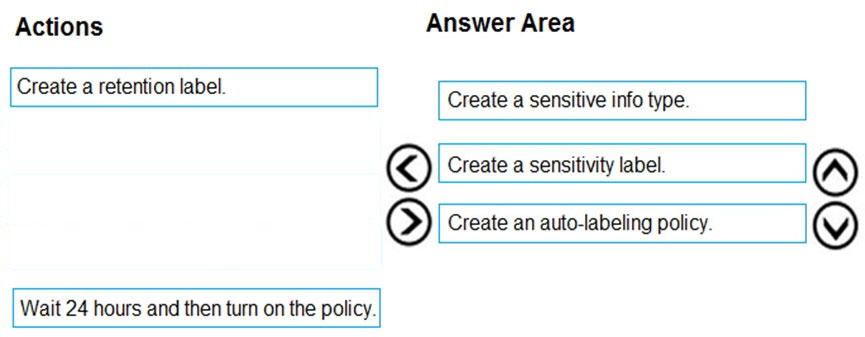 Actions
Answer Area
Create a retention label.
Create a sensitive info type.
Create a sensitivity label.
Create an auto-labeling policy.
Wait 24 hours and then turn on the policy.